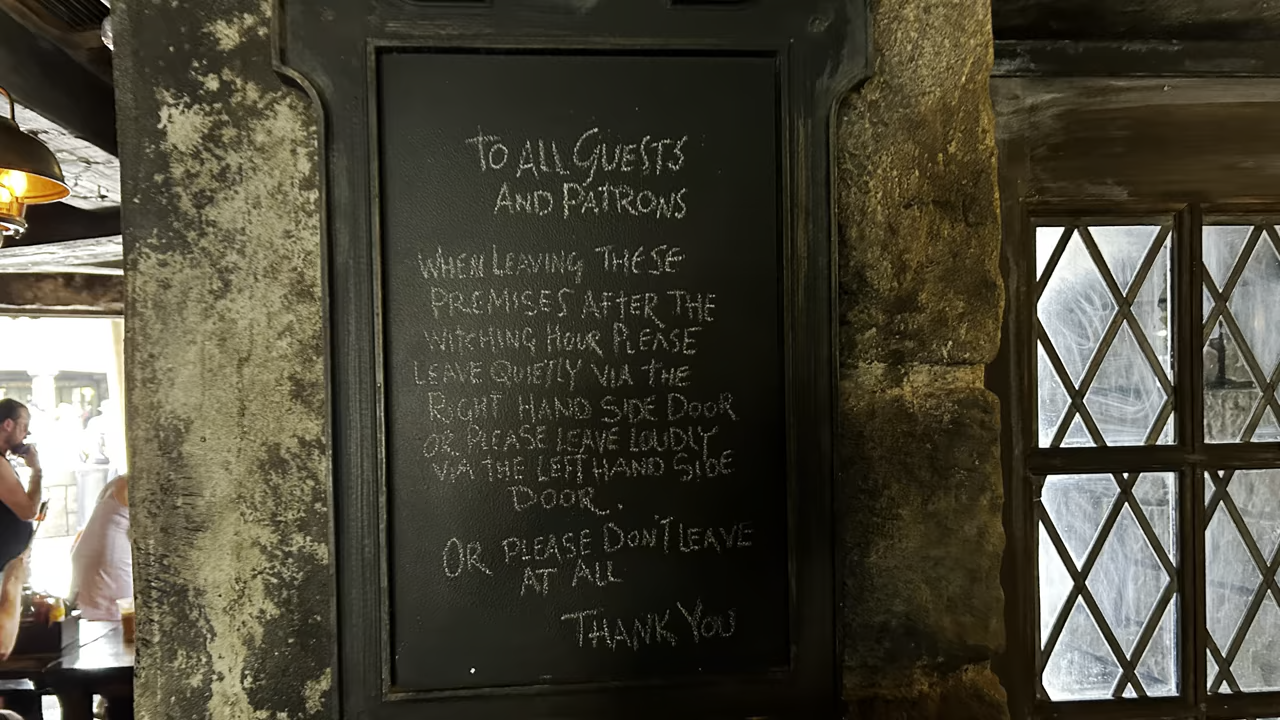 TO ALL GUESTS
AND PATRONS
WHEN LEAVING THESE
PREMISES AFTER THE
WITCHING HOUR PLEASE
LEAVE QUIETLY VIA THE
RIGHT HAND SIDE DOOR
OR PLEASE LEAVE LOUDLY
VIA THE LEFT HAND SIDE
DOOR.
OR PLEASE DON'T LEAVE
AT ALL
THANK YOU